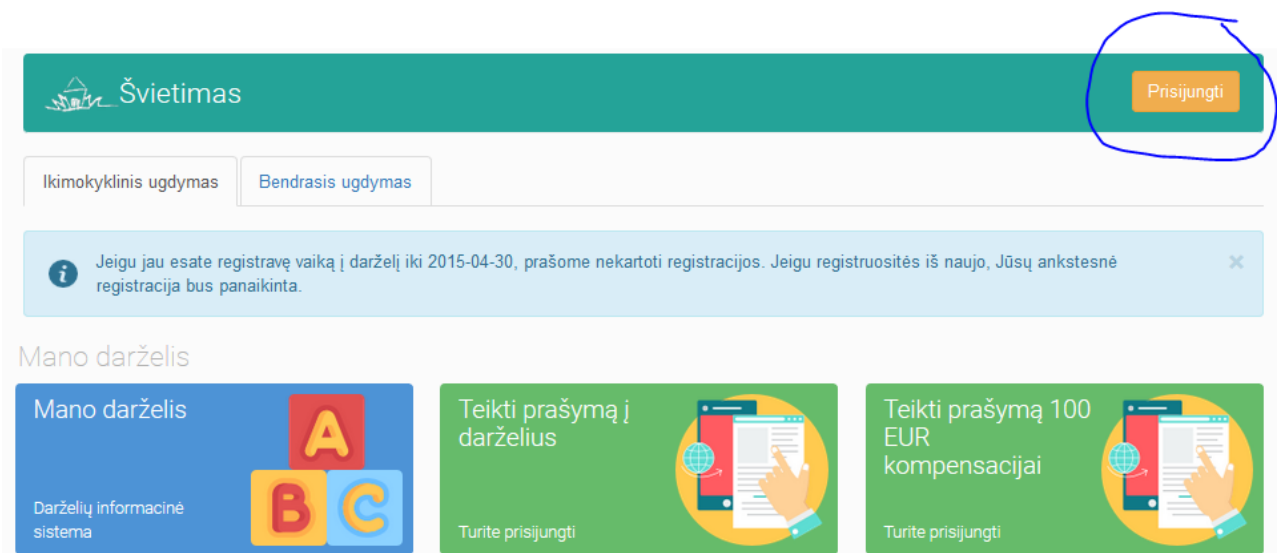 Švietimas
Prisijungti
Ikimokyklinis ugdymas
Bendrasis ugdymas
Jeigu jau esate registravę vaiką į darželį iki 2015-04-30, prašome nekartoti registracijos. Jeigu registruositės iš naujo, Jūsų ankstesnė
registracija bus panaikinta.
Mano darželis
Mano darželis
A
B C
Darželių informacinė
sistema
Teikti prašymą į
darželius
Turite prisijungti
Teikti prašymą 100
EUR
kompensacijai
Turite prisijungti